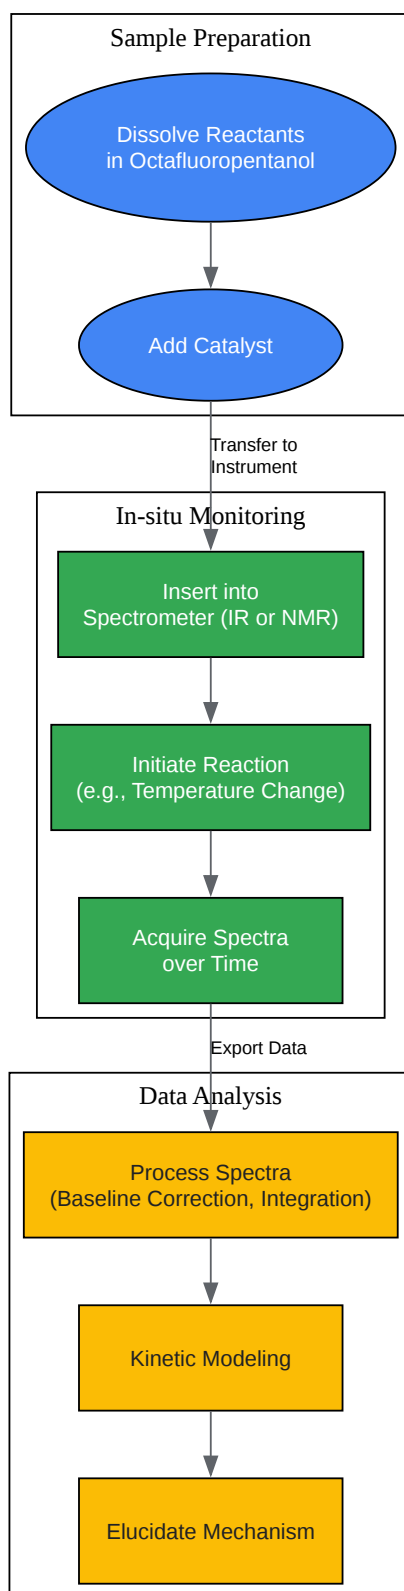 Sample Preparation
Dissolve Reactants
in Octafluoropentanol
Add Catalyst
Transfer to
Instrument
In-situ Monitoring
Insert into
Spectrometer (IR or NMR)
Initiate Reaction
(e.g., Temperature Change)
Acquire Spectra
over Time
Export Data
Data Analysis
Process Spectra
(Baseline Correction, Integration)
Kinetic Modeling
Elucidate Mechanism